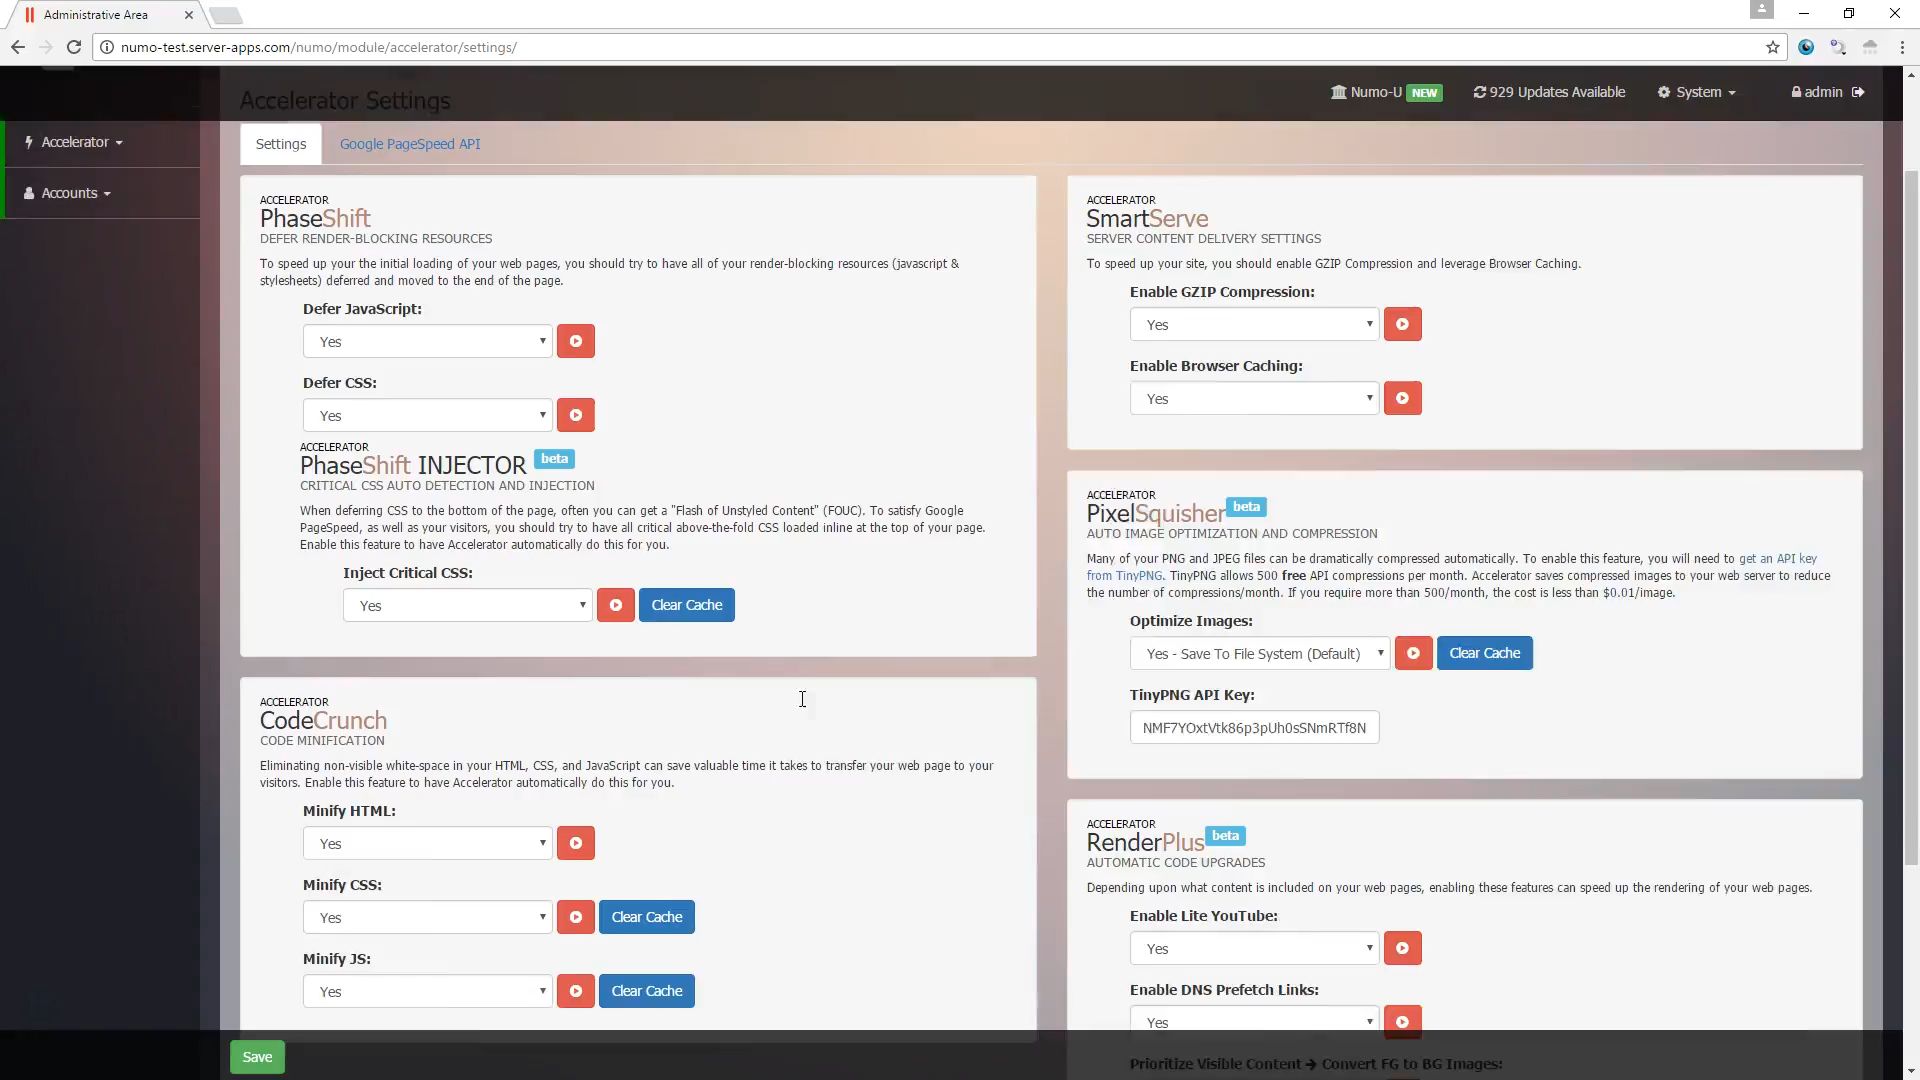 Administrative Area
numo-test.server-apps.com/numo/module/accelerator/settings/
Accelerator Settings
Numo-U NEW
929 Updates Available
System
admin
Accelerator
Accounts
Settings
Google PageSpeed API
ACCELERATOR
PhaseShift
DEFER RENDER-BLOCKING RESOURCES
To speed up your the initial loading of your web pages, you should try to have all of your render-blocking resources (javascript &
stylesheets) deferred and moved to the end of the page.
Defer JavaScript:
Yes
Defer CSS:
Yes
ACCELERATOR
PhaseShift INJECTOR beta
CRITICAL CSS AUTO DETECTION AND INJECTION
When deferring CSS to the bottom of the page, often you can get a "Flash of Unstyled Content" (FOUC). To satisfy Google
PageSpeed, as well as your visitors, you should try to have all critical above-the-fold CSS loaded inline at the top of your page.
Enable this feature to have Accelerator automatically do this for you.
Inject Critical CSS:
Yes
Clear Cache
ACCELERATOR
CodeCrunch
CODE MINIFICATION
Eliminating non-visible white-space in your HTML, CSS, and JavaScript can save valuable time it takes to transfer your web page to your
visitors. Enable this feature to have Accelerator automatically do this for you.
Minify HTML:
Yes
Minify CSS:
Yes
Clear Cache
Minify JS:
Yes
Clear Cache
ACCELERATOR
SmartServe
SERVER CONTENT DELIVERY SETTINGS
To speed up your site, you should enable GZIP Compression and leverage Browser Caching.
Enable GZIP Compression:
Yes
Enable Browser Caching:
Yes
ACCELERATOR
PixelSquisher beta
AUTO IMAGE OPTIMIZATION AND COMPRESSION
Many of your PNG and JPEG files can be dramatically compressed automatically. To enable this feature, you will need to get an API key
from TinyPNG. TinyPNG allows 500 free API compressions per month. Accelerator saves compressed images to your web server to reduce
the number of compressions/month. If you require more than 500/month, the cost is less than $0.01/image.
Optimize Images:
Yes - Save To File System (Default)
Clear Cache
TinyPNG API Key:
NMF7YOxtVtk86p3pUh0sSNmRTf8N
ACCELERATOR
RenderPlus beta
AUTOMATIC CODE UPGRADES
Depending upon what content is included on your web pages, enabling these features can speed up the rendering of your web pages.
Enable Lite YouTube:
Yes
Enable DNS Prefetch Links:
Yes
Prioritize Visible Content → Convert FG to BG Images:
Save